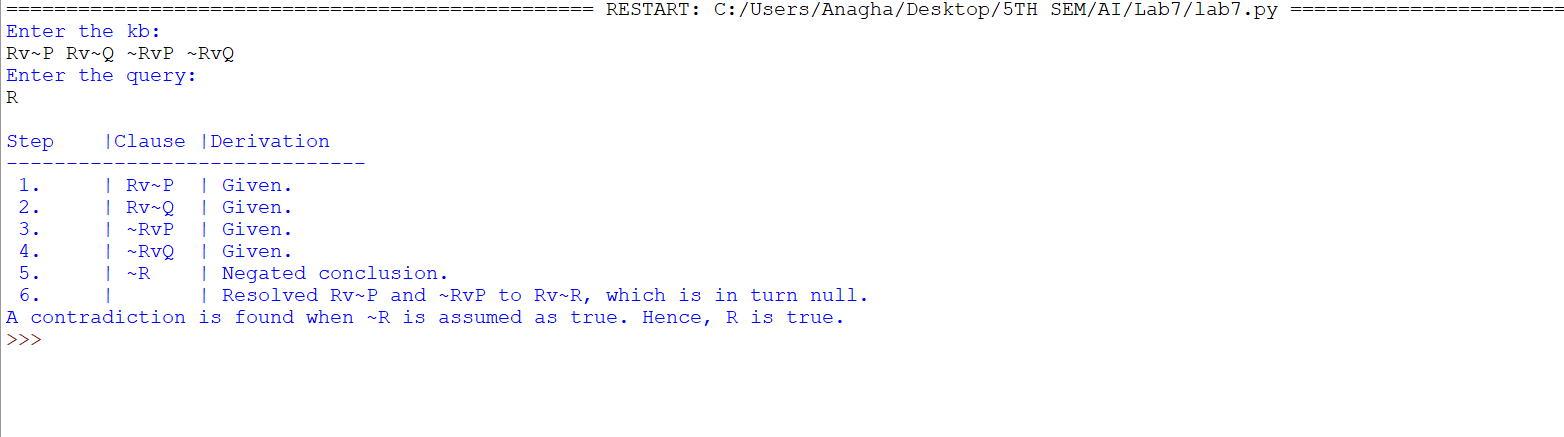 ================================================= RESTART: C:/Users/Anagha/Desktop/5TH SEM/AI/Lab7/lab7.py =======================
Enter the kb:
Rv~P Rv~Q ~RvP ~RvQ
Enter the query:
R
Step    |Clause |Derivation
------------------------------
 1.     | Rv~P  | Given.
 2.     | Rv~Q  | Given.
 3.     | ~RvP  | Given.
 4.     | ~RvQ  | Given.
 5.     | ~R    | Negated conclusion.
 6.     |       | Resolved Rv~P and ~RvP to Rv~R, which is in turn null.
A contradiction is found when ~R is assumed as true. Hence, R is true.
>>>